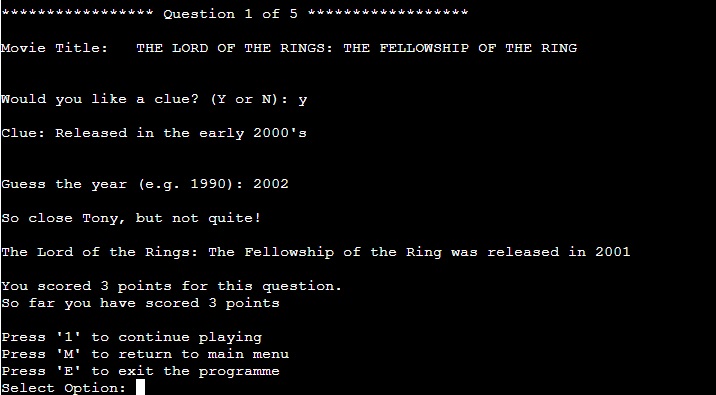 ***************** Question 1 of 5 ******************
Movie Title:   THE LORD OF THE RINGS: THE FELLOWSHIP OF THE RING
Would you like a clue? (Y or N): y
Clue: Released in the early 2000's
Guess the year (e.g. 1990): 2002
So close Tony, but not quite!
The Lord of the Rings: The Fellowship of the Ring was released in 2001
You scored 3 points for this question.
So far you have scored 3 points
Press '1' to continue playing
Press 'M' to return to main menu
Press 'E' to exit the programme
Select Option: